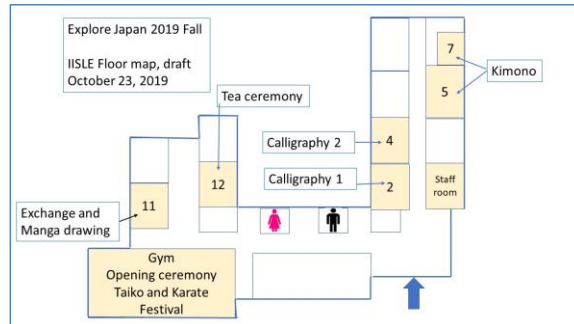 Explore Japan 2019 Fall
IISLE Floor map, draft
October 23, 2019
Tea ceremony
7
Kimono
5
Calligraphy 2
4
Calligraphy 1
2
Staff
room
12
11
Exchange and
Manga drawing
Gym
Opening ceremony
Taiko and Karate
Festival